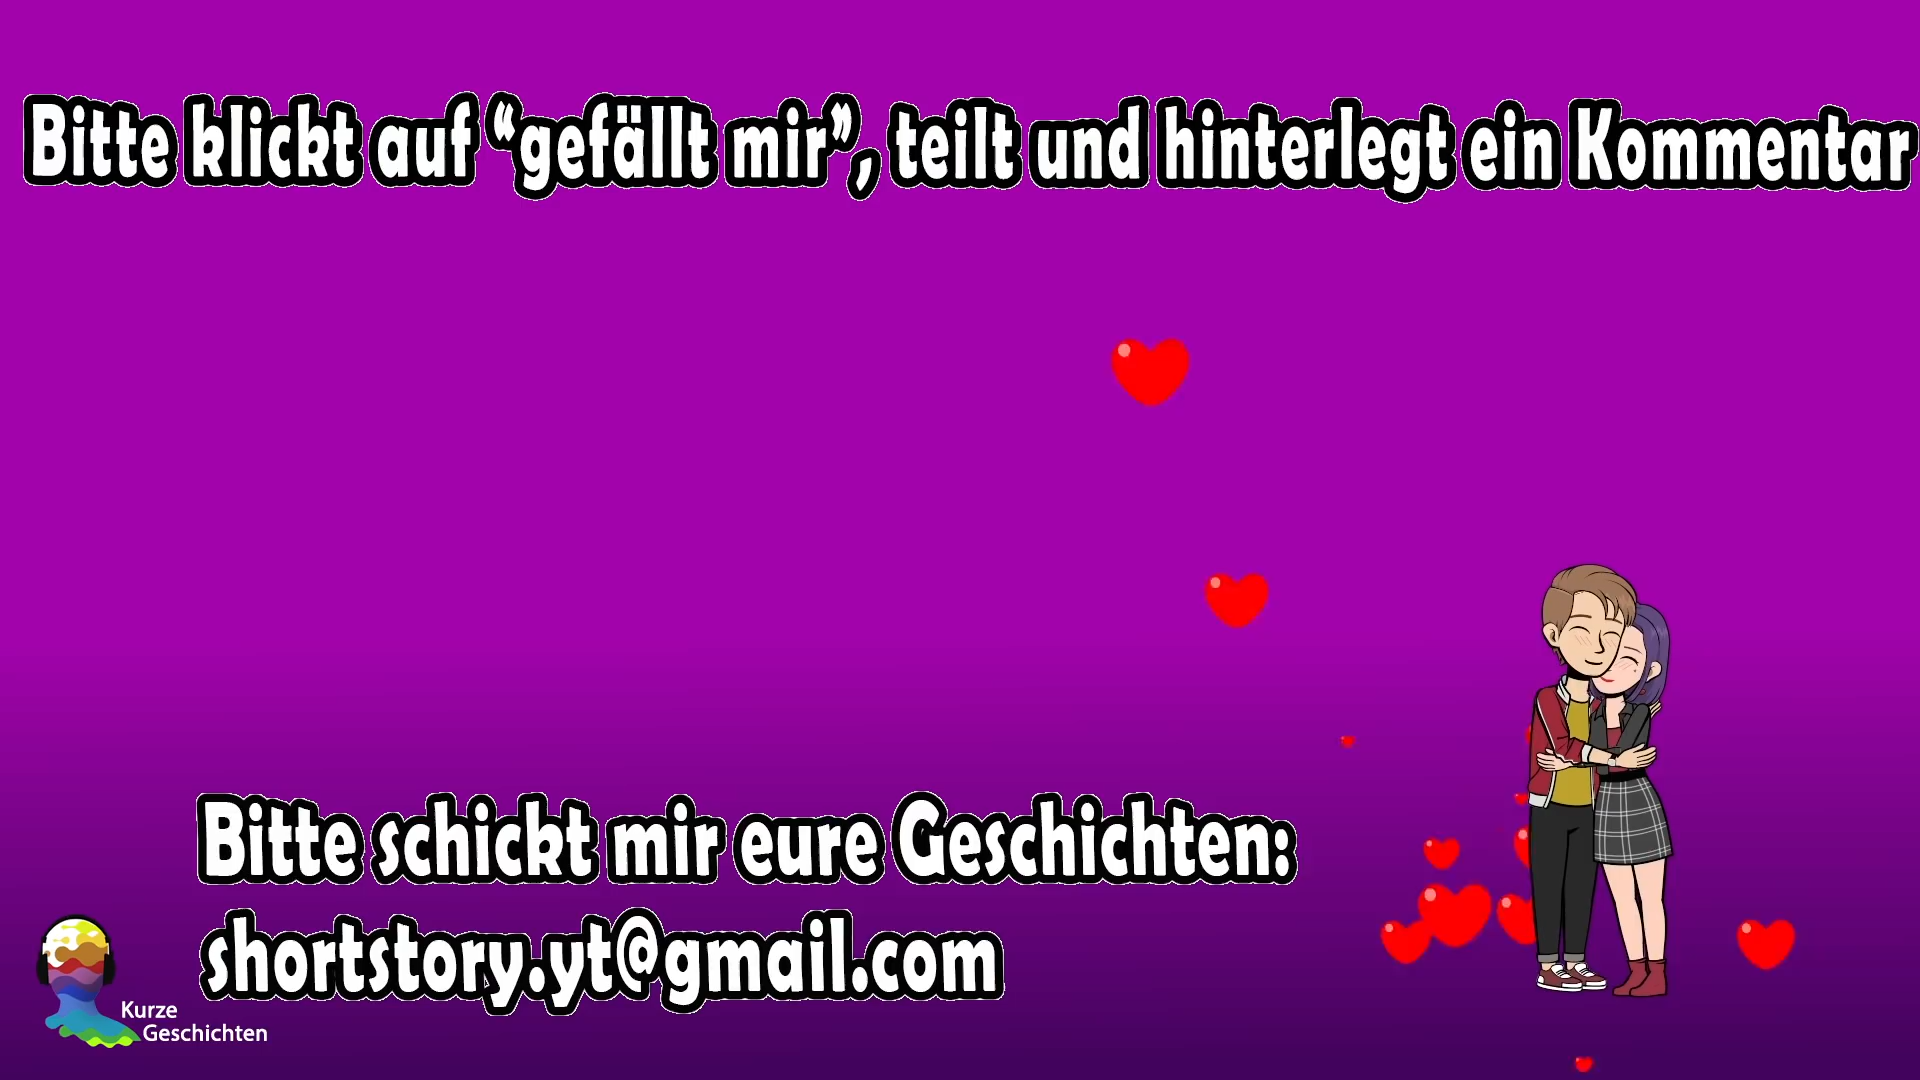 Bitte klickt auf “gefällt mir”, teilt und hinterlegt ein Kommentar
Bitte schickt mir eure Geschichten:
shortstory.yt@gmail.com
Kurze
Geschichten